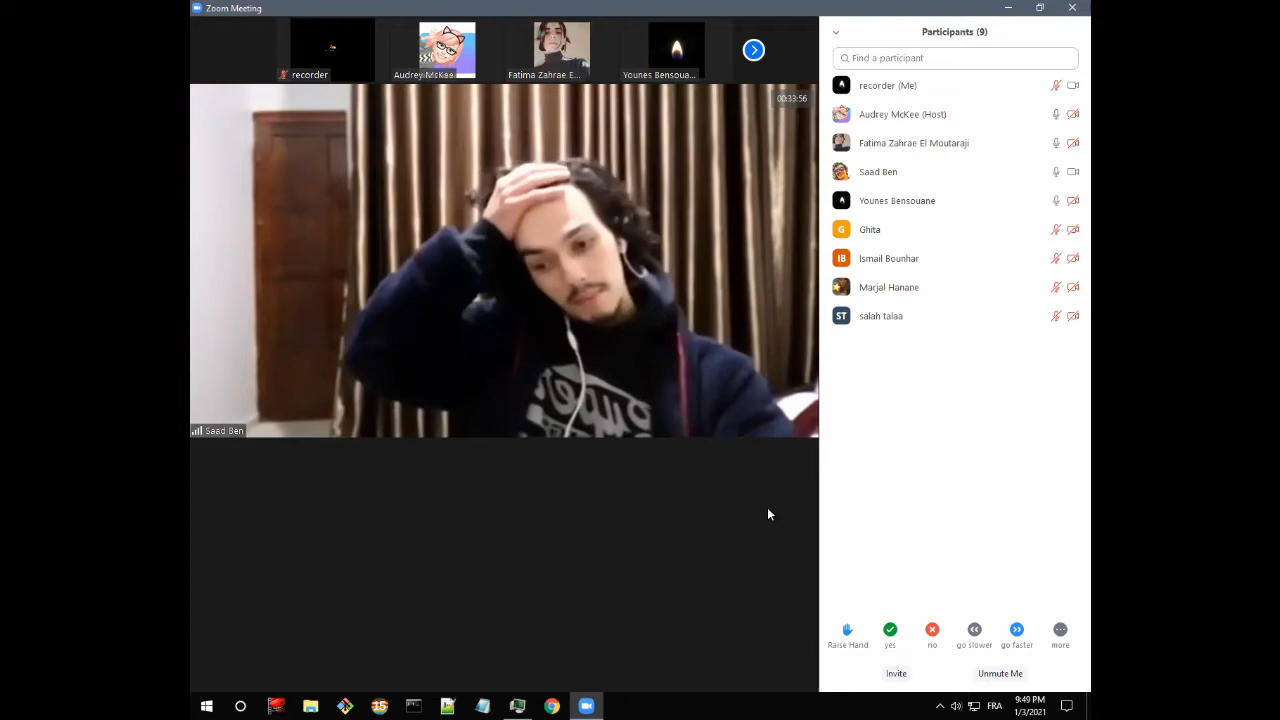 Zoom Meeting
recorder
Audrey McKee
Fatima Zahrae E...
Younes Bensoua...
00:33:56
Saad Ben
Participants (9)
Find a participant
recorder (Me)
Audrey McKee (Host)
Fatima Zahrae El Moutaraji
Saad Ben
Younes Bensouane
G
Ghita
IB
Ismail Bounhar
Marjal Hanane
ST
salah talaa
Raise Hand
yes
no
go slower
go faster
more
Invite
Unmute Me
15
FRA
9:49 PM
1/3/2021